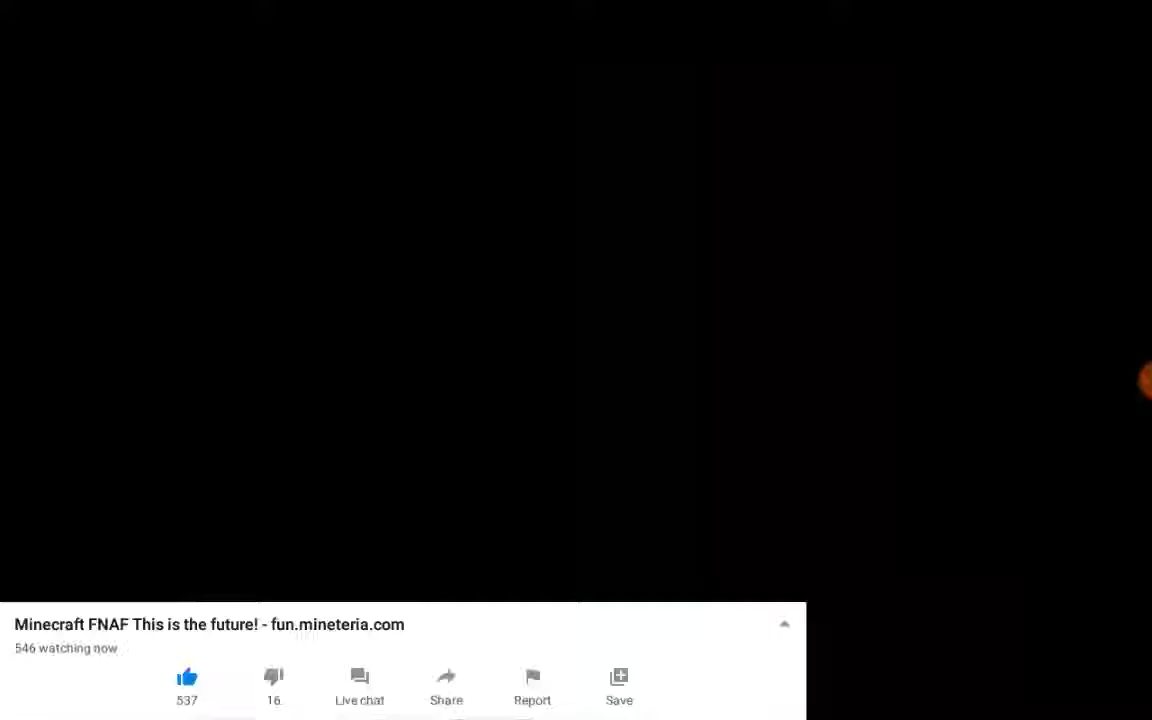 Minecraft FNAF This is the future! - fun.mineteria.com
546 watching now
537 16 Live chat Share Report Save